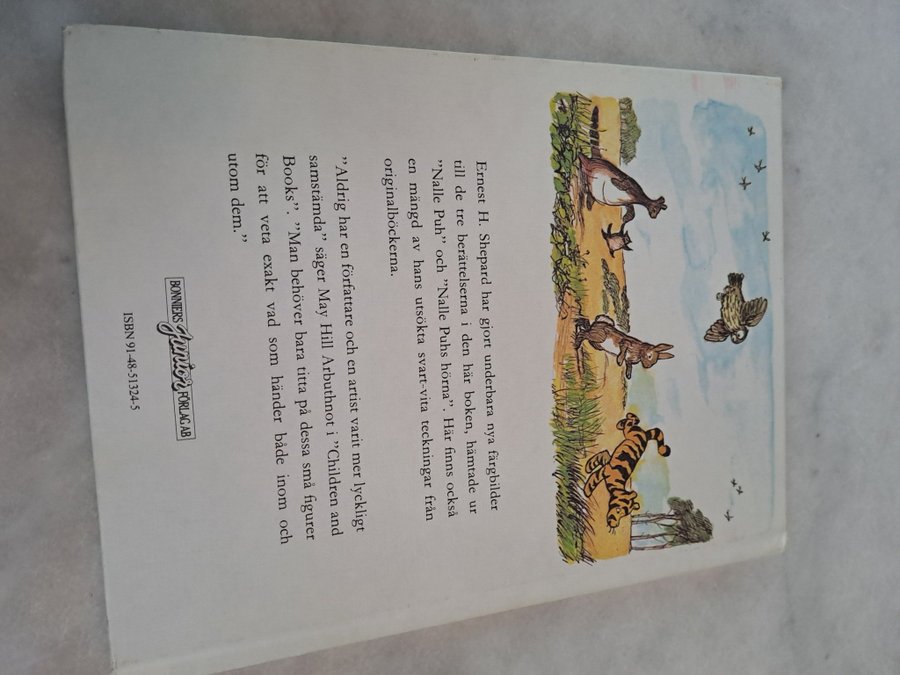 Ernest H. Shepard har gjort underbara nya färgbilder
till de tre berättelserna i den här boken, hämtade ur
”Nalle Puh” och ”Nalle Puhs hörna”. Här finns också
en mängd av hans utsökta svart-vita teckningar från
originalböckerna.
”Aldrig har en författare och en artist varit mer lyckligt
samstämda” säger May Hill Arbuthnot i ”Children and
Books”. ”Man behöver bara titta på dessa små figurer
för att veta exakt vad som händer både inom och
utom dem.”
BONNIERS
Junior FÖRLAG AB
ISBN 91-48-51324-5